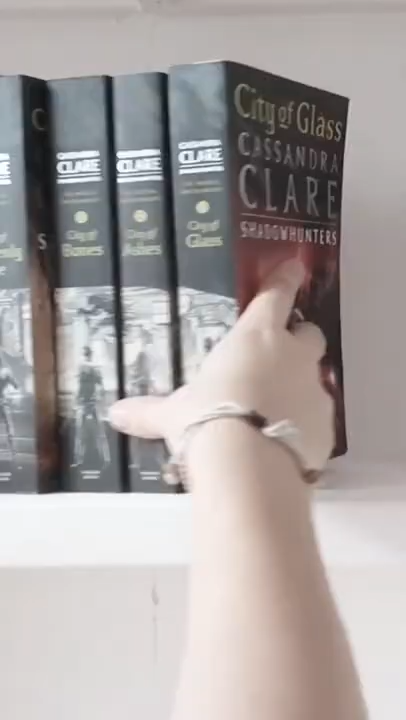 CASSANDRA
CLARE
City of
Bones
CASSANDRA
CLARE
City of
Ashes
CASSANDRA
CLARE
City of
Glass
City of Glass
CASSANDRA
CLARE
SHADOWHUNTERS